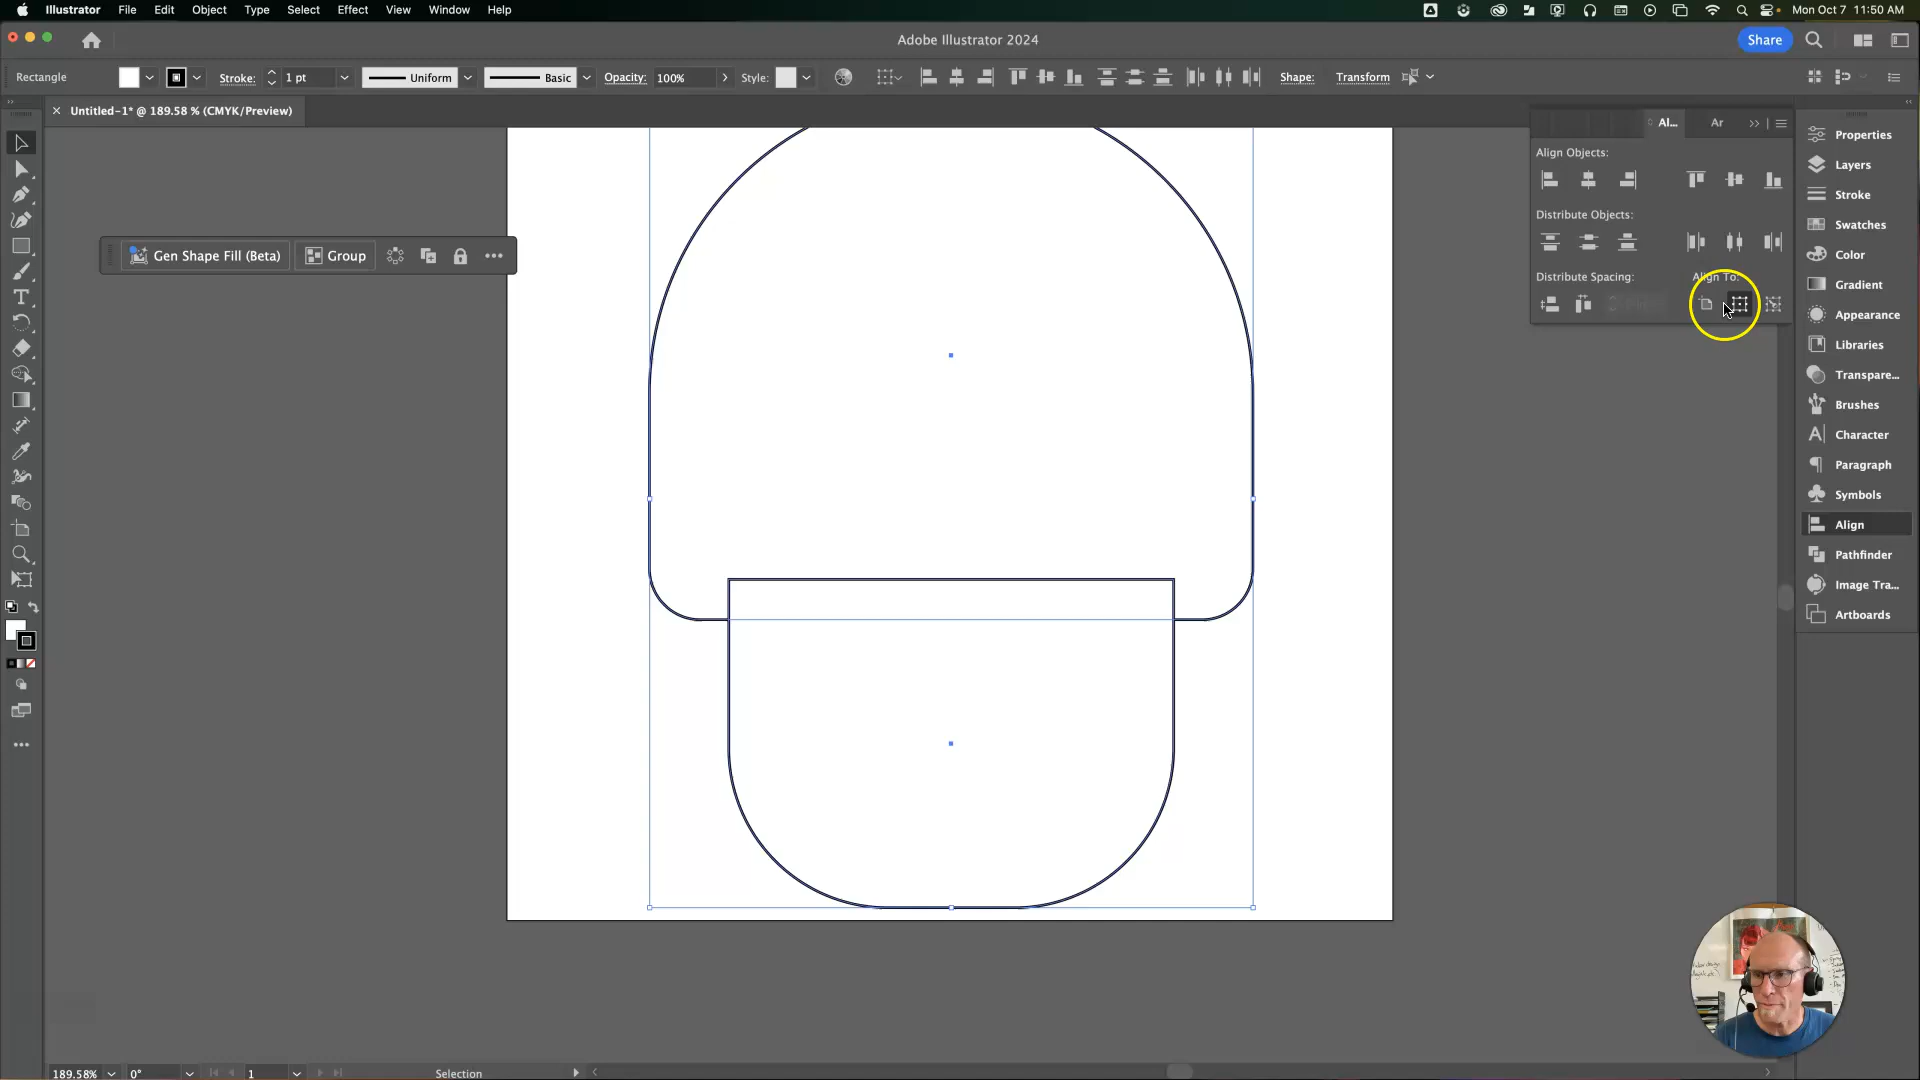 Illustrator File Edit Object Type Select Effect View Window Help Mon Oct 7 11:50 AM
Adobe Illustrator 2024 Share
Rectangle Stroke: 1 pt Uniform Basic Opacity: 100% Style: Shape: Transform
× Untitled-1* @ 189.58 % (CMYK/Preview)
Al... Ar
Align Objects:
Distribute Objects:
Distribute Spacing: Align To:
Gen Shape Fill (Beta) Group
Properties
Layers
Stroke
Swatches
Color
Gradient
Appearance
Libraries
Transpare...
Brushes
Character
Paragraph
Symbols
Align
Pathfinder
Image Tra...
Artboards
189.58% 0° 1 Selection